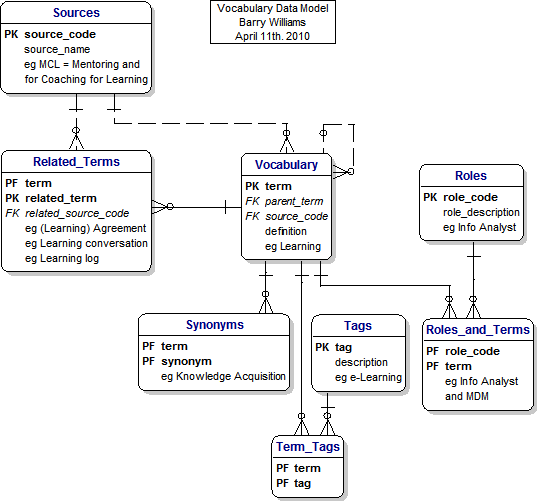 Vocabulary Data Model
Barry Williams
April 11th. 2010
Sources
PK source_code
source_name
eg MCL = Mentoring and
for Coaching for Learning
Related_Terms
PF term
PK related_term
FK related_source_code
eg (Learning) Agreement
eg Learning conversation
eg Learning log
Vocabulary
PK term
FK parent_term
FK source_code
definition
eg Learning
Roles
PK role_code
role_description
eg Info Analyst
Synonyms
PF term
PF synonym
eg Knowledge Acquisition
Tags
PK tag
description
eg e-Learning
Roles_and_Terms
PF role_code
PF term
eg Info Analyst
and MDM
Term_Tags
PF term
PF tag